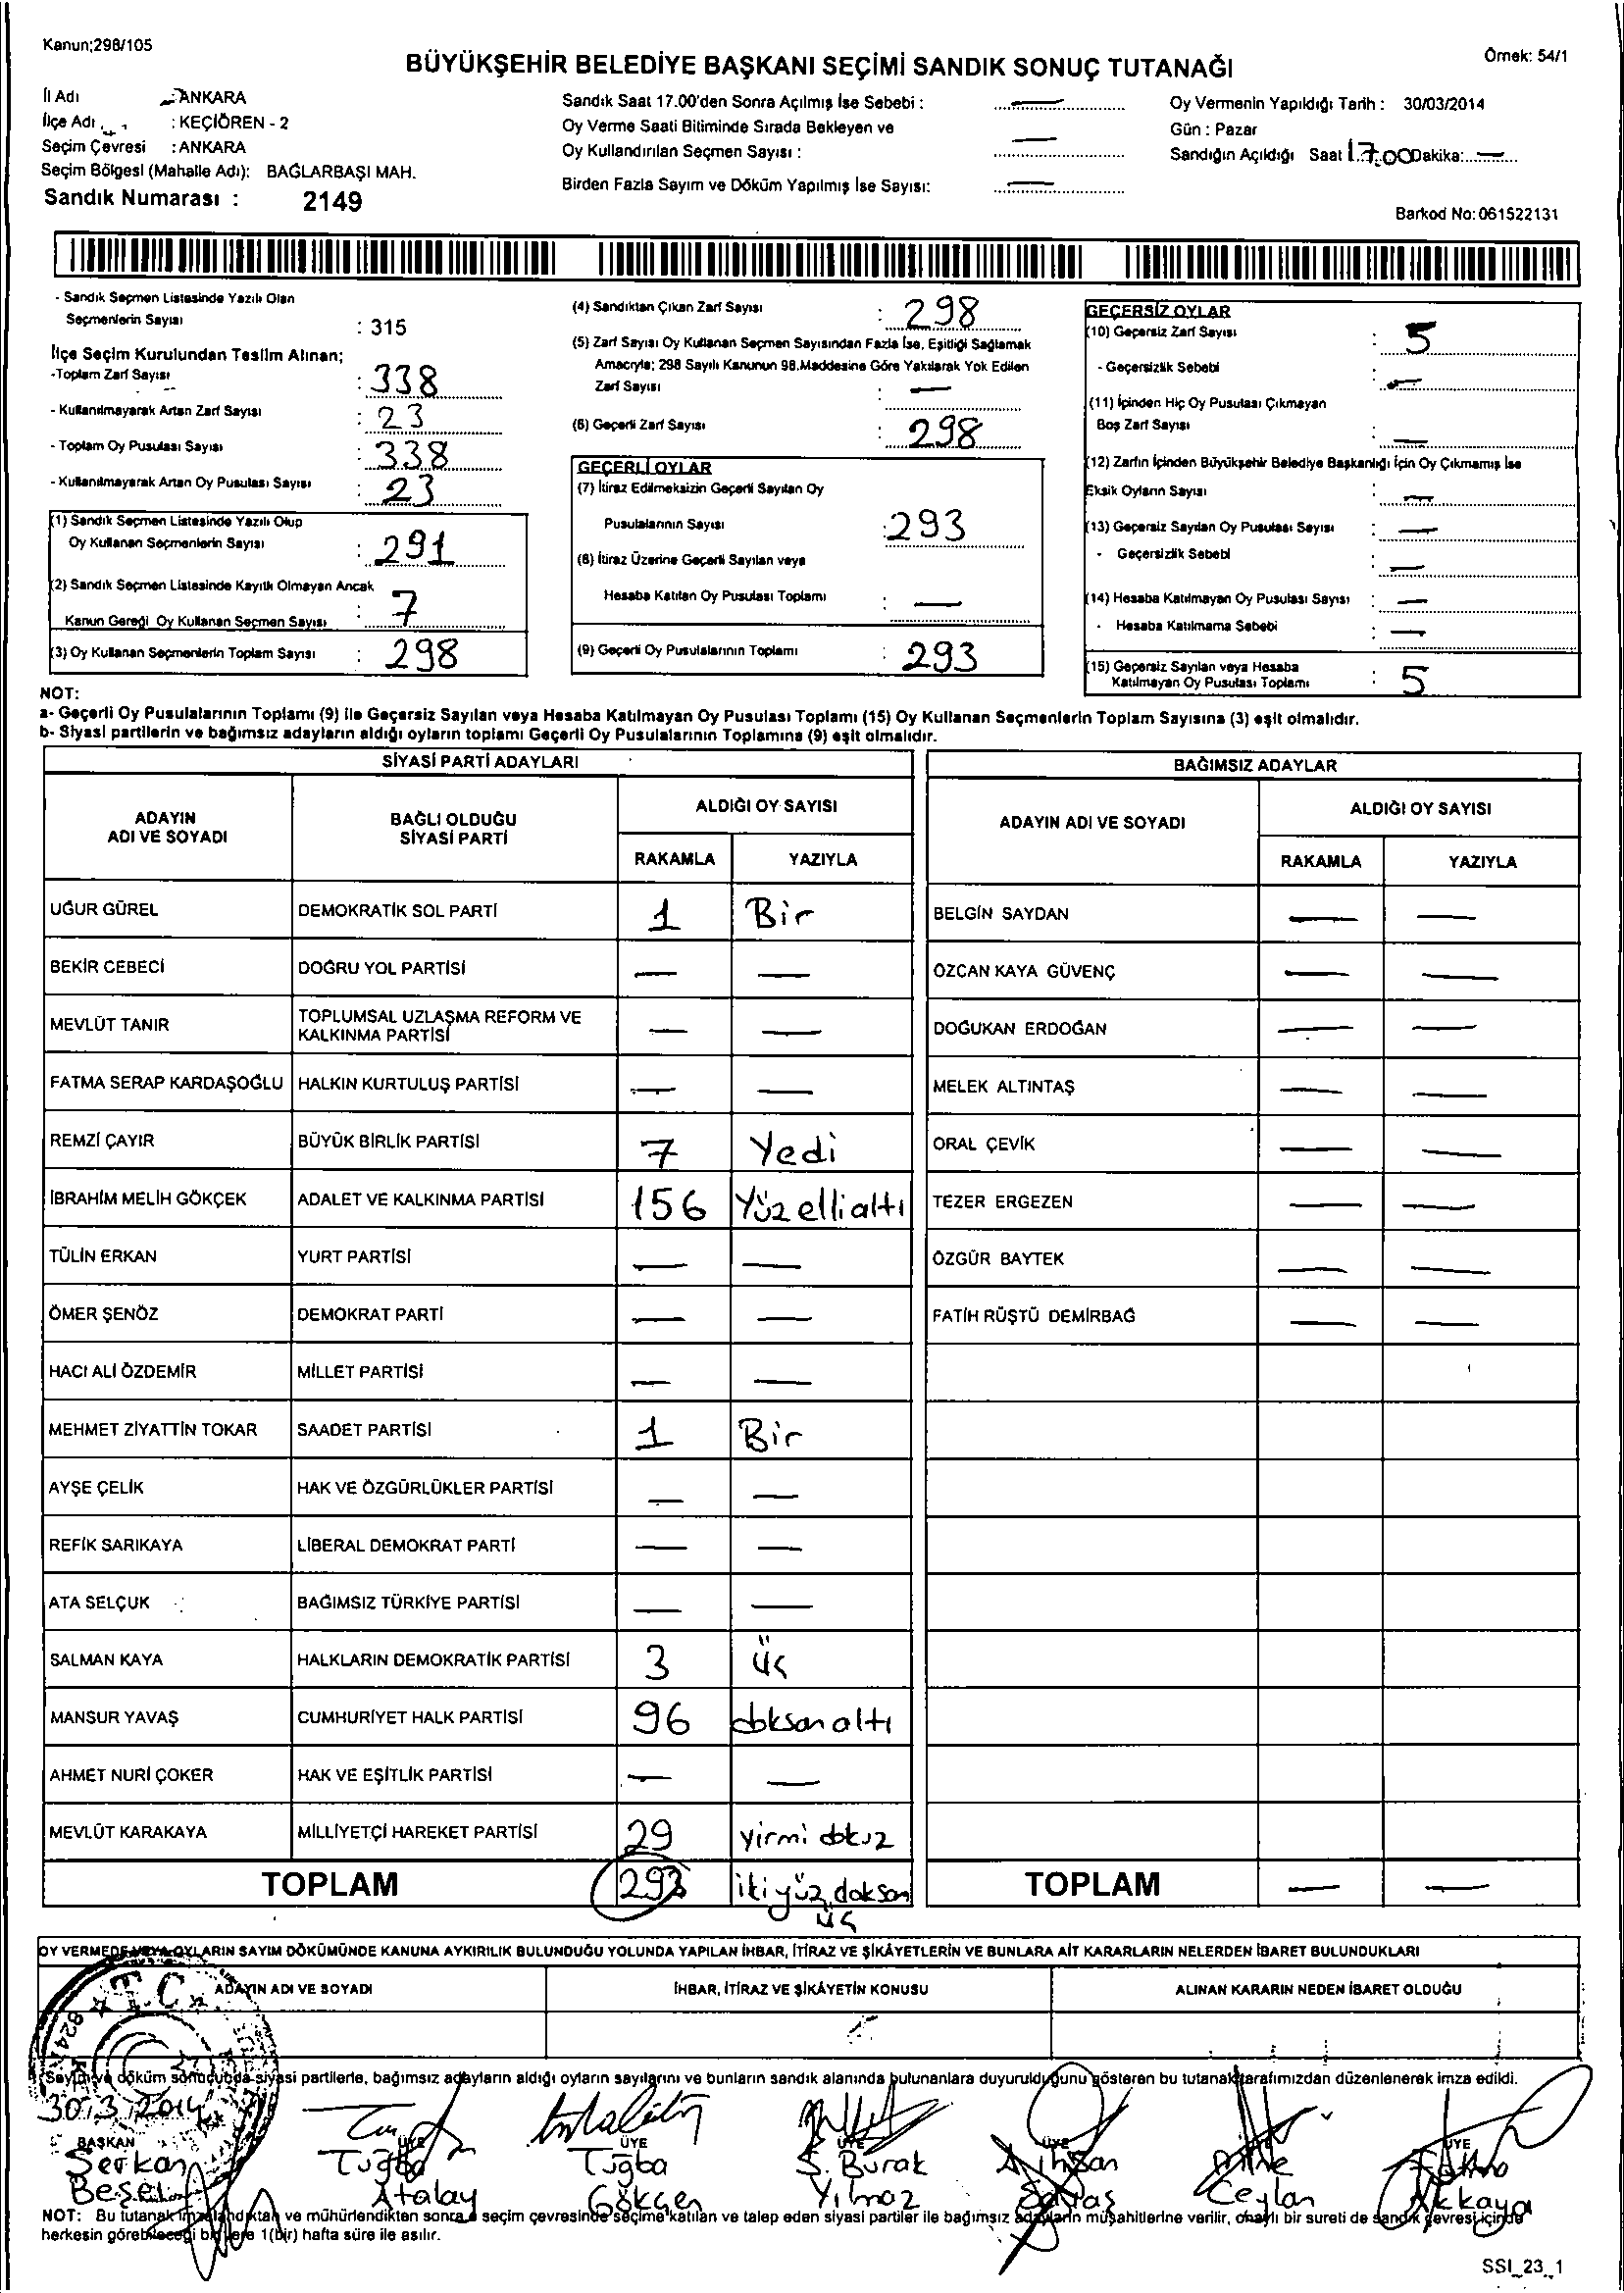 Kanun;298/105
Örnek: 54/1
BÜYÜKŞEHİR BELEDİYE BAŞKANI SEÇİMİ SANDIK SONUÇ TUTANAĞI
İl Adı ANKARA
İlçe Adı : KEÇİÖREN - 2
Seçim Çevresi : ANKARA
Seçim Bölgesi (Mahalle Adı): BAĞLARBAŞI MAH.
Sandık Numarası : 2149
Sandık Saat 17.00'den Sonra Açılmış İse Sebebi : —
Oy Verme Saati Bitiminde Sırada Bekleyen ve
Oy Kullandırılan Seçmen Sayısı : —
Birden Fazla Sayım ve Döküm Yapılmış İse Sayısı: —
Oy Vermenin Yapıldığı Tarih : 30/03/2014
Gün : Pazar
Sandığın Açıldığı Saat 17.00 Dakika: —
Barkod No: 061522131
- Sandık Seçmen Listesinde Yazılı Olan
Seçmenlerin Sayısı : 315
İlçe Seçim Kurulundan Teslim Alınan;
-Toplam Zarf Sayısı : 338
- Kullanılmayarak Artan Zarf Sayısı : 23
- Toplam Oy Pusulası Sayısı : 338
- Kullanılmayarak Artan Oy Pusulası Sayısı : 23
(1) Sandık Seçmen Listesinde Yazılı Olup
Oy Kullanan Seçmenlerin Sayısı : 291
(2) Sandık Seçmen Listesinde Kayıtlı Olmayan Ancak
Kanun Gereği Oy Kullanan Seçmen Sayısı : 7
(3) Oy Kullanan Seçmenlerin Toplam Sayısı : 298
(4) Sandıktan Çıkan Zarf Sayısı : 298
(5) Zarf Sayısı Oy Kullanan Seçmen Sayısından Fazla İse, Eşitliği Sağlamak
Amacıyla; 298 Sayılı Kanunun 98.Maddesine Göre Yakılarak Yok Edilen
Zarf Sayısı : —
(6) Geçerli Zarf Sayısı : 298
GEÇERLİ OYLAR
(7) İtiraz Edilmeksizin Geçerli Sayılan Oy
Pusulalarının Sayısı : 293
(8) İtiraz Üzerine Geçerli Sayılan veya
Hesaba Katılan Oy Pusulası Toplamı : —
(9) Geçerli Oy Pusulalarının Toplamı : 293
GEÇERSİZ OYLAR
(10) Geçersiz Zarf Sayısı : 5
- Geçersizlik Sebebi : —
(11) İçinden Hiç Oy Pusulası Çıkmayan
Boş Zarf Sayısı : —
(12) Zarfın İçinden Büyükşehir Belediye Başkanlığı İçin Oy Çıkmamış İse
Eksik Oyların Sayısı : —
(13) Geçersiz Sayılan Oy Pusulası Sayısı : —
- Geçersizlik Sebebi : —
(14) Hesaba Katılmayan Oy Pusulası Sayısı : —
- Hesaba Katılmama Sebebi : —
(15) Geçersiz Sayılan veya Hesaba
Katılmayan Oy Pusulası Toplamı : 5
NOT:
a- Geçerli Oy Pusulalarının Toplamı (9) ile Geçersiz Sayılan veya Hesaba Katılmayan Oy Pusulası Toplamı (15) Oy Kullanan Seçmenlerin Toplam Sayısına (3) eşit olmalıdır.
b- Siyasi partilerin ve bağımsız adayların aldığı oyların toplamı Geçerli Oy Pusulalarının Toplamına (9) eşit olmalıdır.
SİYASİ PARTİ ADAYLARI
ADAYIN ADI VE SOYADI BAĞLI OLDUĞU SİYASİ PARTİ ALDIĞI OY SAYISI
RAKAMLA YAZIYLA
UĞUR GÜREL DEMOKRATİK SOL PARTİ 1 Bir
BEKİR CEBECİ DOĞRU YOL PARTİSİ — —
MEVLÜT TANIR TOPLUMSAL UZLAŞMA REFORM VE KALKINMA PARTİSİ — —
FATMA SERAP KARDAŞOĞLU HALKIN KURTULUŞ PARTİSİ — —
REMZİ ÇAYIR BÜYÜK BİRLİK PARTİSİ 7 Yedi
İBRAHİM MELİH GÖKÇEK ADALET VE KALKINMA PARTİSİ 156 Yüzellialtı
TÜLİN ERKAN YURT PARTİSİ — —
ÖMER ŞENÖZ DEMOKRAT PARTİ — —
HACI ALİ ÖZDEMİR MİLLET PARTİSİ — —
MEHMET ZİYATTİN TOKAR SAADET PARTİSİ 1 Bir
AYŞE ÇELİK HAK VE ÖZGÜRLÜKLER PARTİSİ — —
REFİK SARIKAYA LİBERAL DEMOKRAT PARTİ — —
ATA SELÇUK BAĞIMSIZ TÜRKİYE PARTİSİ — —
SALMAN KAYA HALKLARIN DEMOKRATİK PARTİSİ 3 üç
MANSUR YAVAŞ CUMHURİYET HALK PARTİSİ 96 doksanaltı
AHMET NURİ ÇOKER HAK VE EŞİTLİK PARTİSİ — —
MEVLÜT KARAKAYA MİLLİYETÇİ HAREKET PARTİSİ 29 yirmi dokuz
TOPLAM 293 ikiyüz doksan üç
BAĞIMSIZ ADAYLAR
ADAYIN ADI VE SOYADI ALDIĞI OY SAYISI
RAKAMLA YAZIYLA
BELGİN SAYDAN — —
ÖZCAN KAYA GÜVENÇ — —
DOĞUKAN ERDOĞAN — —
MELEK ALTINTAŞ — —
ORAL ÇEVİK — —
TEZER ERGEZEN — —
ÖZGÜR BAYTEK — —
FATİH RÜŞTÜ DEMİRBAĞ — —
TOPLAM — —
OY VERMEDE VEYA OYLARIN SAYIM DÖKÜMÜNDE KANUNA AYKIRILIK BULUNDUĞU YOLUNDA YAPILAN İHBAR, İTİRAZ VE ŞİKÂYETLERİN VE BUNLARA AİT KARARLARIN NELERDEN İBARET BULUNDUKLARI
ADAYIN ADI VE SOYADI İHBAR, İTİRAZ VE ŞİKÂYETİN KONUSU ALINAN KARARIN NEDEN İBARET OLDUĞU
T.C.
Sayım ve döküm sonucunda siyasi partilerle, bağımsız adayların aldığı oyların sayılarını ve bunların sandık alanında bulunanlara duyurulduğunu gösteren bu tutanak tarafımızdan düzenlenerek imza edildi.
30.3.2014
BAŞKAN ÜYE ÜYE ÜYE ÜYE ÜYE
Serkan Tuğba Tuğba S. Burak Mine Fatma
Atalay Gökçen Yılmaz Savaş Ceylan Akkaya
NOT: Bu tutanak imzalandıktan ve mühürlendikten sonra seçim çevresinde seçime katılan ve talep eden siyasi partiler ile bağımsız adayların müşahitlerine verilir, onaylı bir sureti de sandık çevresi içinde
herkesin görebileceği bir yere 1(bir) hafta süre ile asılır.
SSI_23_1